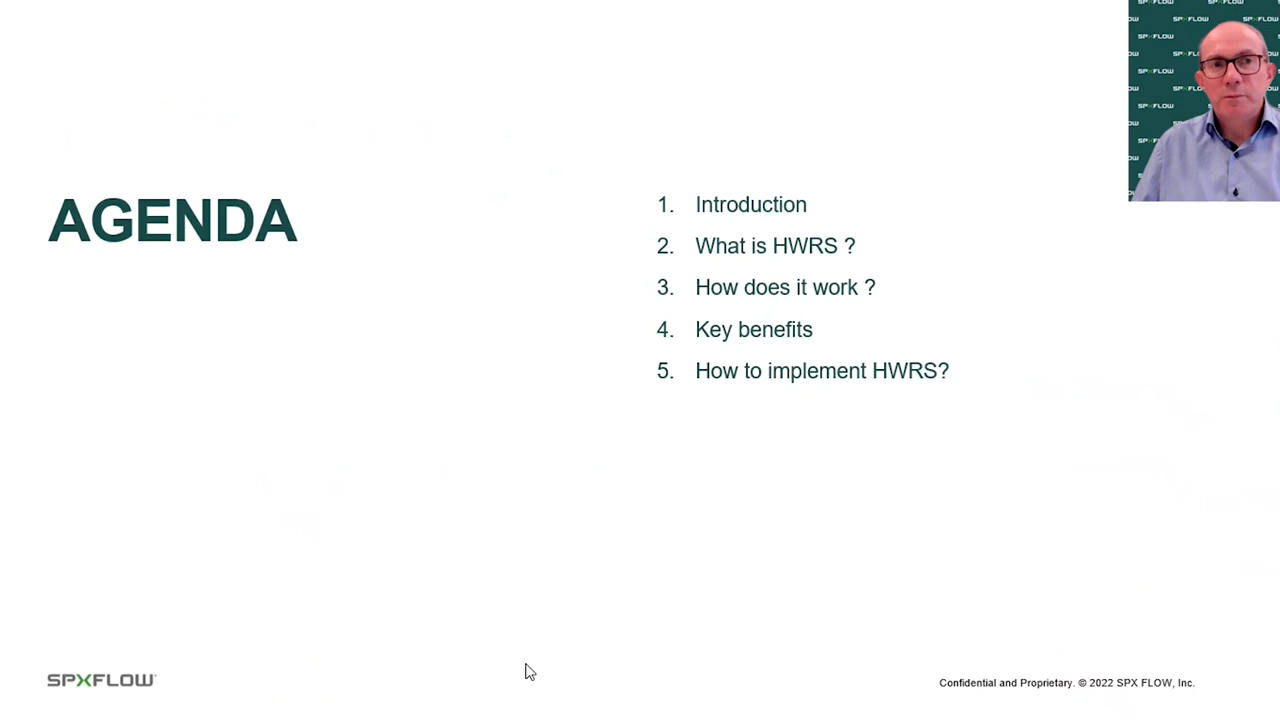 AGENDA
1. Introduction
2. What is HWRS ?
3. How does it work ?
4. Key benefits
5. How to implement HWRS?
SPXFLOW
Confidential and Proprietary. © 2022 SPX FLOW, Inc.
SPXFLOW